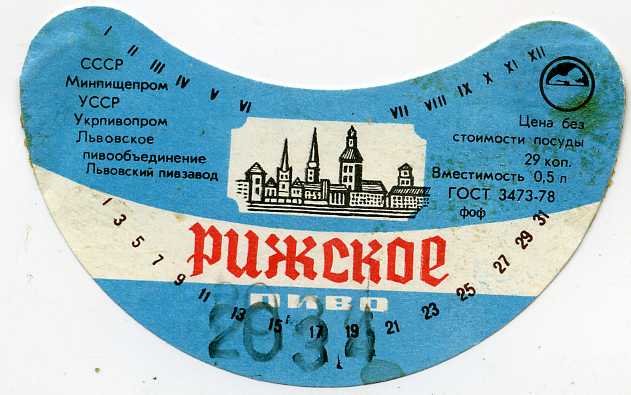 I II III IV V VI VII VIII IX X XI XII
СССР
Минпищепром
УССР
Укрпивопром
Львовское
пивообъединение
Львовский пивзавод
Цена без
стоимости посуды
29 коп.
Вместимость 0,5 л
ГОСТ 3473-78
фоф
Рижское
пиво
1 3 5 7 9 11 13 15 17 19 21 23 25 27 29 31